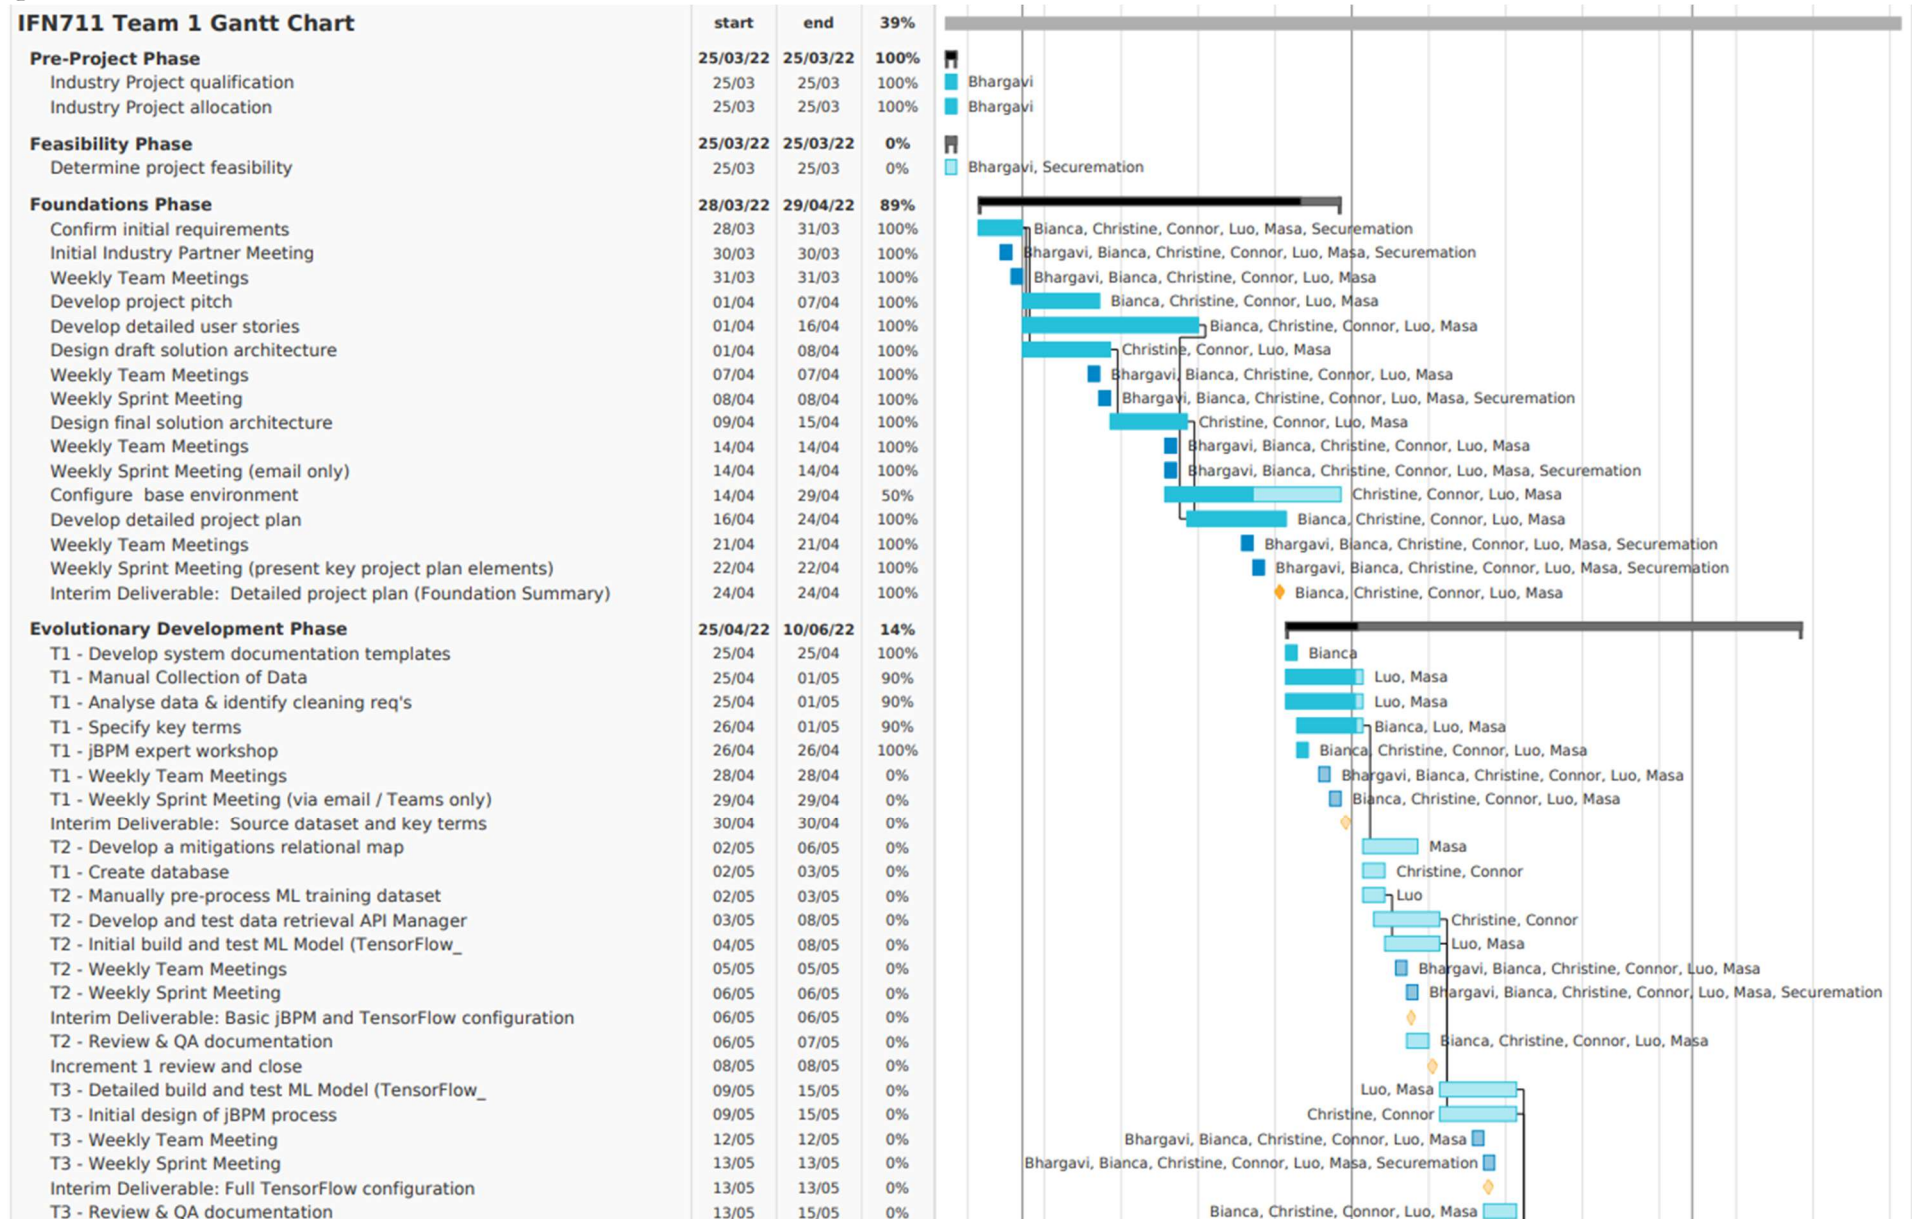 IFN711 Team 1 Gantt Chart start end 39%
Pre-Project Phase 25/03/22 25/03/22 100%
Industry Project qualification 25/03 25/03 100% Bhargavi
Industry Project allocation 25/03 25/03 100% Bhargavi
Feasibility Phase 25/03/22 25/03/22 0%
Determine project feasibility 25/03 25/03 0% Bhargavi, Securemation
Foundations Phase 28/03/22 29/04/22 89%
Confirm initial requirements 28/03 31/03 100% Bianca, Christine, Connor, Luo, Masa, Securemation
Initial Industry Partner Meeting 30/03 30/03 100% Bhargavi, Bianca, Christine, Connor, Luo, Masa, Securemation
Weekly Team Meetings 31/03 31/03 100% Bhargavi, Bianca, Christine, Connor, Luo, Masa
Develop project pitch 01/04 07/04 100% Bianca, Christine, Connor, Luo, Masa
Develop detailed user stories 01/04 16/04 100% Bianca, Christine, Connor, Luo, Masa
Design draft solution architecture 01/04 08/04 100% Christine, Connor, Luo, Masa
Weekly Team Meetings 07/04 07/04 100% Bhargavi, Bianca, Christine, Connor, Luo, Masa
Weekly Sprint Meeting 08/04 08/04 100% Bhargavi, Bianca, Christine, Connor, Luo, Masa, Securemation
Design final solution architecture 09/04 15/04 100% Christine, Connor, Luo, Masa
Weekly Team Meetings 14/04 14/04 100% Bhargavi, Bianca, Christine, Connor, Luo, Masa
Weekly Sprint Meeting (email only) 14/04 14/04 100% Bhargavi, Bianca, Christine, Connor, Luo, Masa, Securemation
Configure base environment 14/04 29/04 50% Christine, Connor, Luo, Masa
Develop detailed project plan 16/04 24/04 100% Bianca, Christine, Connor, Luo, Masa
Weekly Team Meetings 21/04 21/04 100% Bhargavi, Bianca, Christine, Connor, Luo, Masa, Securemation
Weekly Sprint Meeting (present key project plan elements) 22/04 22/04 100% Bhargavi, Bianca, Christine, Connor, Luo, Masa, Securemation
Interim Deliverable: Detailed project plan (Foundation Summary) 24/04 24/04 100% Bianca, Christine, Connor, Luo, Masa
Evolutionary Development Phase 25/04/22 10/06/22 14%
T1 - Develop system documentation templates 25/04 25/04 100% Bianca
T1 - Manual Collection of Data 25/04 01/05 90% Luo, Masa
T1 - Analyse data & identify cleaning req's 25/04 01/05 90% Luo, Masa
T1 - Specify key terms 26/04 01/05 90% Bianca, Luo, Masa
T1 - jBPM expert workshop 26/04 26/04 100% Bianca, Christine, Connor, Luo, Masa
T1 - Weekly Team Meetings 28/04 28/04 0% Bhargavi, Bianca, Christine, Connor, Luo, Masa
T1 - Weekly Sprint Meeting (via email / Teams only) 29/04 29/04 0% Bianca, Christine, Connor, Luo, Masa
Interim Deliverable: Source dataset and key terms 30/04 30/04 0%
T2 - Develop a mitigations relational map 02/05 06/05 0% Masa
T1 - Create database 02/05 03/05 0% Christine, Connor
T2 - Manually pre-process ML training dataset 02/05 03/05 0% Luo
T2 - Develop and test data retrieval API Manager 03/05 08/05 0% Christine, Connor
T2 - Initial build and test ML Model (TensorFlow_ 04/05 08/05 0% Luo, Masa
T2 - Weekly Team Meetings 05/05 05/05 0% Bhargavi, Bianca, Christine, Connor, Luo, Masa
T2 - Weekly Sprint Meeting 06/05 06/05 0% Bhargavi, Bianca, Christine, Connor, Luo, Masa, Securemation
Interim Deliverable: Basic jBPM and TensorFlow configuration 06/05 06/05 0%
T2 - Review & QA documentation 06/05 07/05 0% Bianca, Christine, Connor, Luo, Masa
Increment 1 review and close 08/05 08/05 0%
T3 - Detailed build and test ML Model (TensorFlow_ 09/05 15/05 0% Luo, Masa
T3 - Initial design of jBPM process 09/05 15/05 0% Christine, Connor
T3 - Weekly Team Meeting 12/05 12/05 0% Bhargavi, Bianca, Christine, Connor, Luo, Masa
T3 - Weekly Sprint Meeting 13/05 13/05 0% Bhargavi, Bianca, Christine, Connor, Luo, Masa, Securemation
Interim Deliverable: Full TensorFlow configuration 13/05 13/05 0%
T3 - Review & QA documentation 13/05 15/05 0% Bianca, Christine, Connor, Luo, Masa